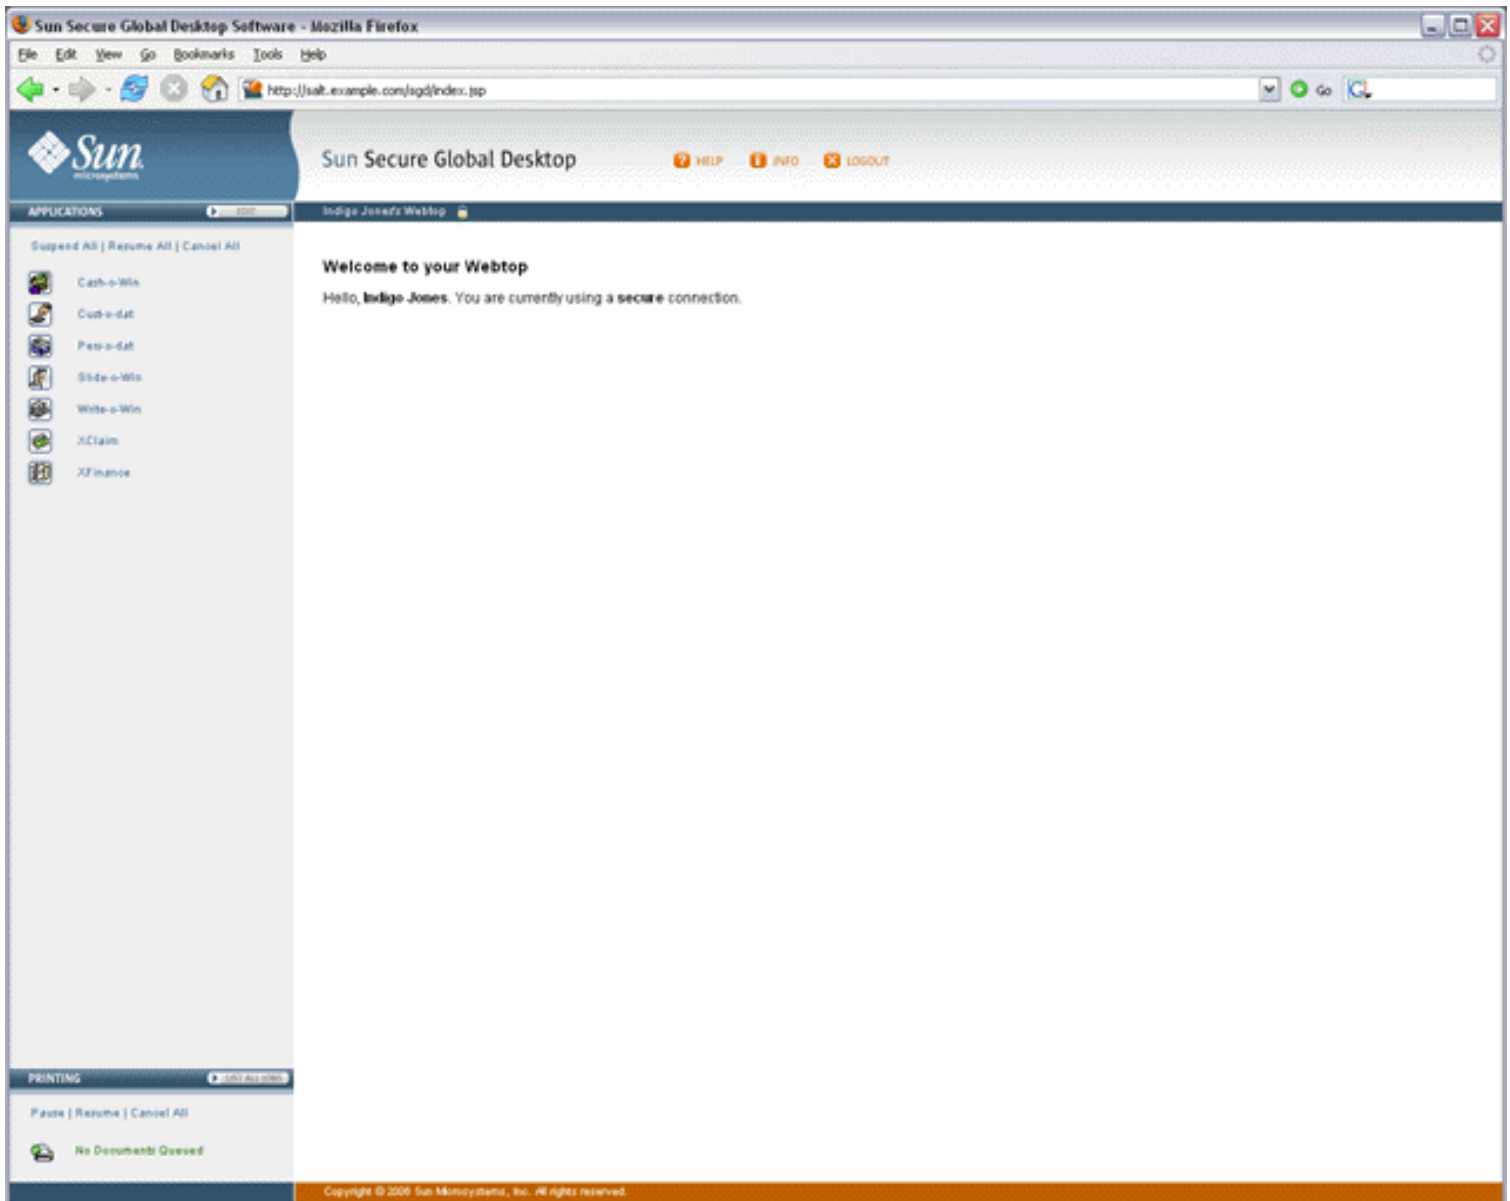 Sun Secure Global Desktop Software - Mozilla Firefox
File Edit View Go Bookmarks Tools Help
http://salt.example.com/sgd/index.jsp Go
Sun microsystems
Sun Secure Global Desktop HELP INFO LOGOUT
APPLICATIONS EDIT
Indigo Jones's Webtop
Suspend All | Resume All | Cancel All
Welcome to your Webtop
Hello, Indigo Jones. You are currently using a secure connection.
Cash-o-Win
Cust-o-dat
Pers-o-dat
Slide-o-Win
Write-o-Win
XClaim
XFinance
PRINTING LIST ALL JOBS
Pause | Resume | Cancel All
No Documents Queued
Copyright © 2006 Sun Microsystems, Inc. All rights reserved.